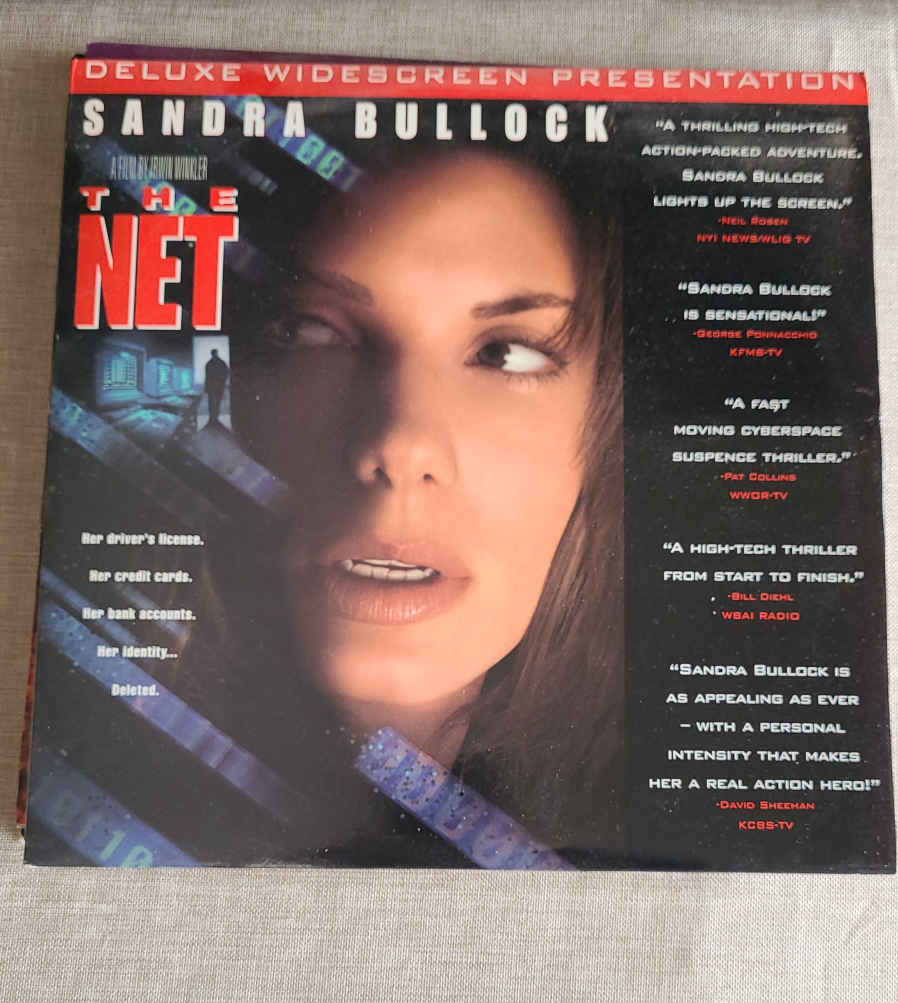 DELUXE WIDESCREEN PRESENTATION
SANDRA BULLOCK
A FILM BY IRWIN WINKLER
THE
NET
Her driver's license.
Her credit cards.
Her bank accounts.
Her identity...
Deleted.
"A THRILLING HIGH-TECH
ACTION-PACKED ADVENTURE.
SANDRA BULLOCK
LIGHTS UP THE SCREEN."
-NEIL ROSEN
NY1 NEWS/WLIG TV
"SANDRA BULLOCK
IS SENSATIONAL!"
-GEORGE PENNACCHIO
KFMB-TV
"A FAST
MOVING CYBERSPACE
SUSPENSE THRILLER."
-PAT COLLINS
WWOR-TV
"A HIGH-TECH THRILLER
FROM START TO FINISH."
-BILL DIEHL
WBAI RADIO
"SANDRA BULLOCK IS
AS APPEALING AS EVER
– WITH A PERSONAL
INTENSITY THAT MAKES
HER A REAL ACTION HERO!"
-DAVID SHEEHAN
KCBS-TV